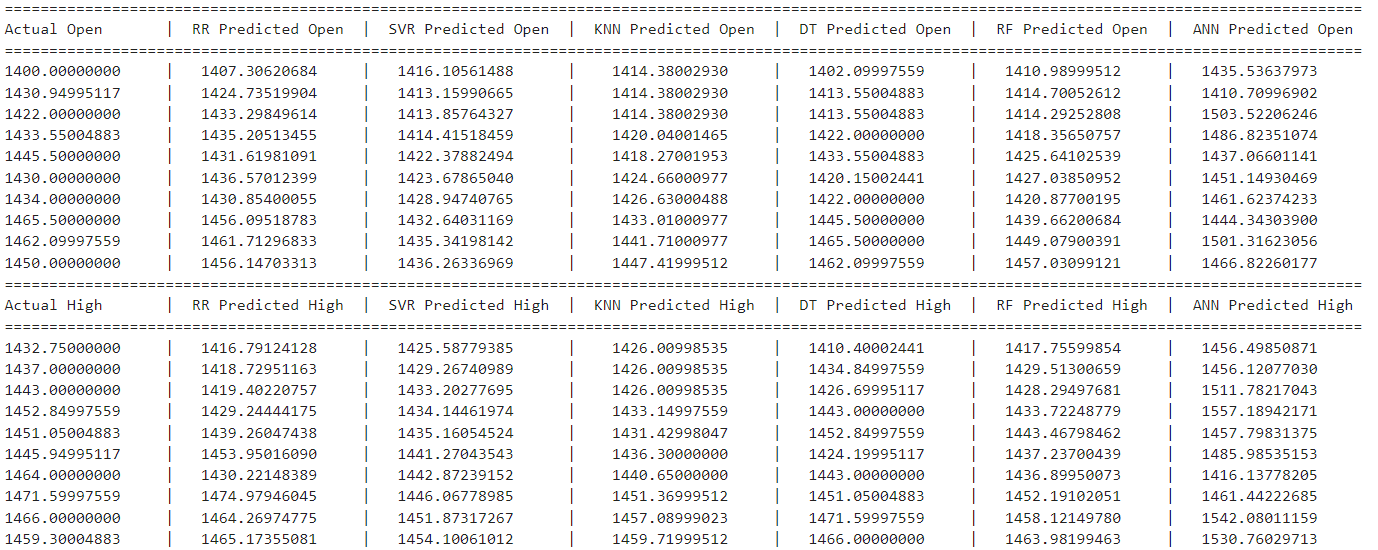 Actual Open | RR Predicted Open | SVR Predicted Open | KNN Predicted Open | DT Predicted Open | RF Predicted Open | ANN Predicted Open
1400.00000000 | 1407.30620684 | 1416.10561488 | 1414.38002930 | 1402.09997559 | 1410.98999512 | 1435.53637973
1430.94995117 | 1424.73519904 | 1413.15990665 | 1414.38002930 | 1413.55004883 | 1414.70052612 | 1410.70996902
1422.00000000 | 1433.29849614 | 1413.85764327 | 1414.38002930 | 1413.55004883 | 1414.29252808 | 1503.52206246
1433.55004883 | 1435.20513455 | 1414.41518459 | 1420.04001465 | 1422.00000000 | 1418.35650757 | 1486.82351074
1445.50000000 | 1431.61981091 | 1422.37882494 | 1418.27001953 | 1433.55004883 | 1425.64102539 | 1437.06601141
1430.00000000 | 1436.57012399 | 1423.67865040 | 1424.66000977 | 1420.15002441 | 1427.03850952 | 1451.14930469
1434.00000000 | 1430.85400055 | 1428.94740765 | 1426.63000488 | 1422.00000000 | 1420.87700195 | 1461.62374233
1465.50000000 | 1456.09518783 | 1432.64031169 | 1433.01000977 | 1445.50000000 | 1439.66200684 | 1444.34303900
1462.09997559 | 1461.71296833 | 1435.34198142 | 1441.71000977 | 1465.50000000 | 1449.07900391 | 1501.31623056
1450.00000000 | 1456.14703313 | 1436.26336969 | 1447.41999512 | 1462.09997559 | 1457.03099121 | 1466.82260177
Actual High | RR Predicted High | SVR Predicted High | KNN Predicted High | DT Predicted High | RF Predicted High | ANN Predicted High
1432.75000000 | 1416.79124128 | 1425.58779385 | 1426.00998535 | 1410.40002441 | 1417.75599854 | 1456.49850871
1437.00000000 | 1418.72951163 | 1429.26740989 | 1426.00998535 | 1434.84997559 | 1429.51300659 | 1456.12077030
1443.00000000 | 1419.40220757 | 1433.20277695 | 1426.00998535 | 1426.69995117 | 1428.29497681 | 1511.78217043
1452.84997559 | 1429.24444175 | 1434.14461974 | 1433.14997559 | 1443.00000000 | 1433.72248779 | 1557.18942171
1451.05004883 | 1439.26047438 | 1435.16054524 | 1431.42998047 | 1452.84997559 | 1443.46798462 | 1457.79831375
1445.94995117 | 1453.95016090 | 1441.27043543 | 1436.30000000 | 1424.19995117 | 1437.23700439 | 1485.98535153
1464.00000000 | 1430.22148389 | 1442.87239152 | 1440.65000000 | 1443.00000000 | 1436.89950073 | 1416.13778205
1471.59997559 | 1474.97946045 | 1446.06778985 | 1451.36999512 | 1451.05004883 | 1452.19102051 | 1461.44222685
1466.00000000 | 1464.26974775 | 1451.87317267 | 1457.08999023 | 1471.59997559 | 1458.12149780 | 1542.08011159
1459.30004883 | 1465.17355081 | 1454.10061012 | 1459.71999512 | 1466.00000000 | 1463.98199463 | 1530.76029713